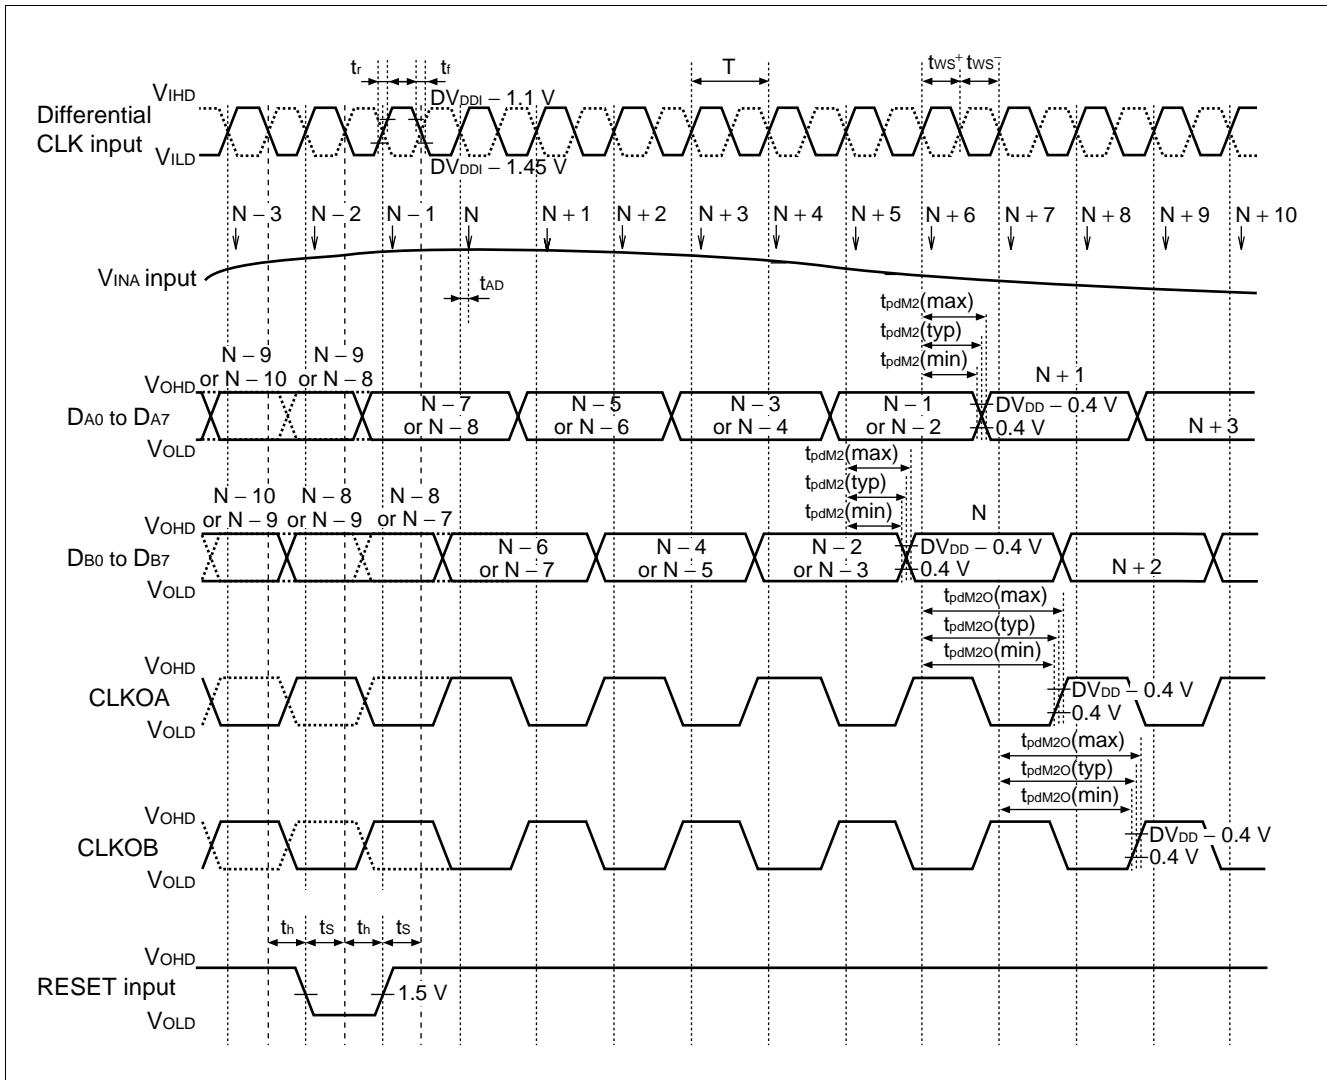 tr
tf
T
tWS+
tWS−
VIHD
Differential
CLK input
VILD
DVDDI − 1.1 V
DVDDI − 1.45 V
N − 3
N − 2
N − 1
N
N + 1
N + 2
N + 3
N + 4
N + 5
N + 6
N + 7
N + 8
N + 9
N + 10
VINA input
tAD
tpdM2(max)
tpdM2(typ)
tpdM2(min)
N − 9
or N − 10
N − 9
or N − 8
VOHD
DA0 to DA7
VOLD
N − 7
or N − 8
N − 5
or N − 6
N − 3
or N − 4
N − 1
or N − 2
N + 1
DVDD − 0.4 V
0.4 V
N + 3
tpdM2(max)
tpdM2(typ)
tpdM2(min)
N − 10
or N − 9
N − 8
or N − 9
N − 8
or N − 7
VOHD
DB0 to DB7
VOLD
N − 6
or N − 7
N − 4
or N − 5
N − 2
or N − 3
N
DVDD − 0.4 V
0.4 V
N + 2
tpdM2O(max)
tpdM2O(typ)
tpdM2O(min)
VOHD
CLKOA
VOLD
DVDD − 0.4 V
0.4 V
tpdM2O(max)
tpdM2O(typ)
tpdM2O(min)
VOHD
CLKOB
VOLD
DVDD − 0.4 V
0.4 V
th
tS
th
tS
VOHD
RESET input
VOLD
1.5 V